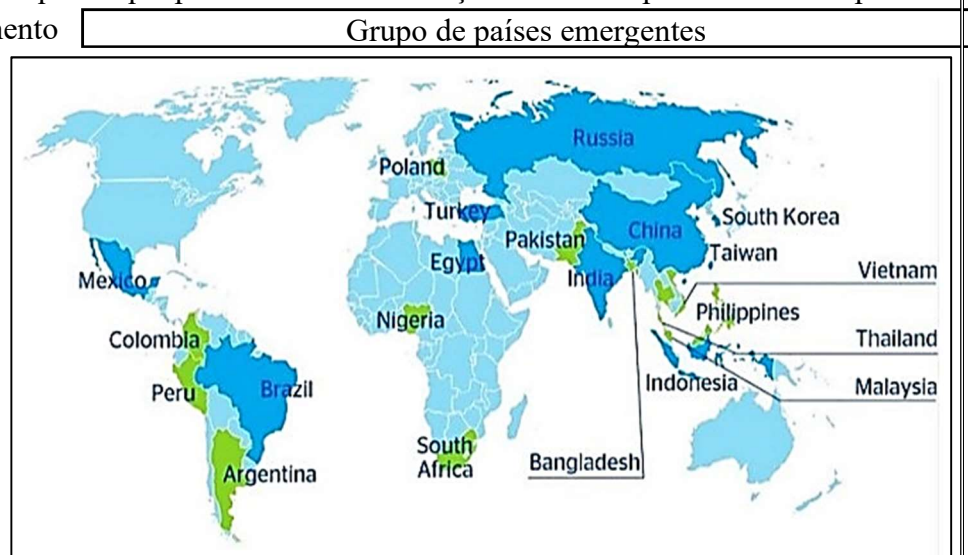 Grupo de países emergentes
Russia
Poland
Turkey
South Korea
China
Pakistan
Taiwan
Egypt
India
Vietnam
Mexico
Nigeria
Philippines
Colombia
Thailand
Indonesia
Malaysia
Peru
Brazil
South
Africa
Bangladesh
Argentina